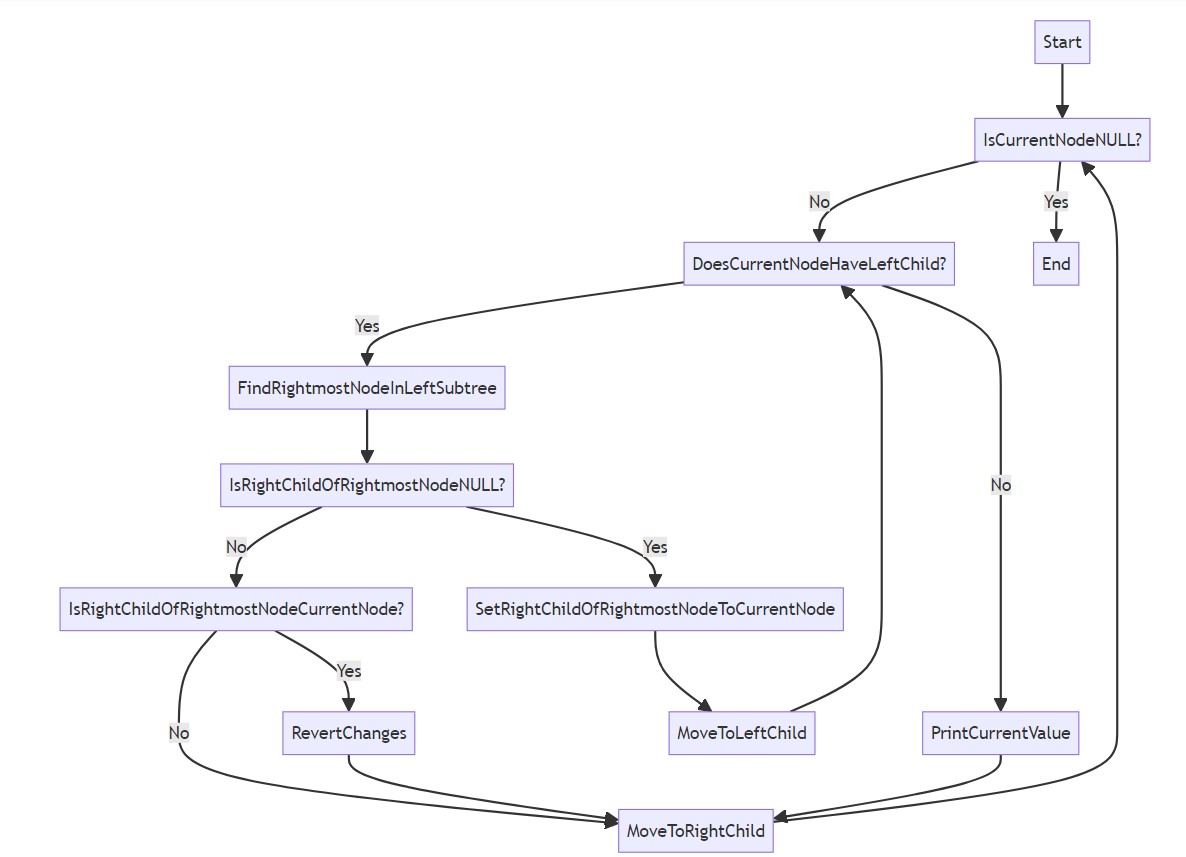 Start
IsCurrentNodeNULL?
No
Yes
DoesCurrentNodeHaveLeftChild?
End
Yes
FindRightmostNodeInLeftSubtree
IsRightChildOfRightmostNodeNULL?
No
No
Yes
IsRightChildOfRightmostNodeCurrentNode?
SetRightChildOfRightmostNodeToCurrentNode
Yes
No
RevertChanges
MoveToLeftChild
PrintCurrentValue
MoveToRightChild